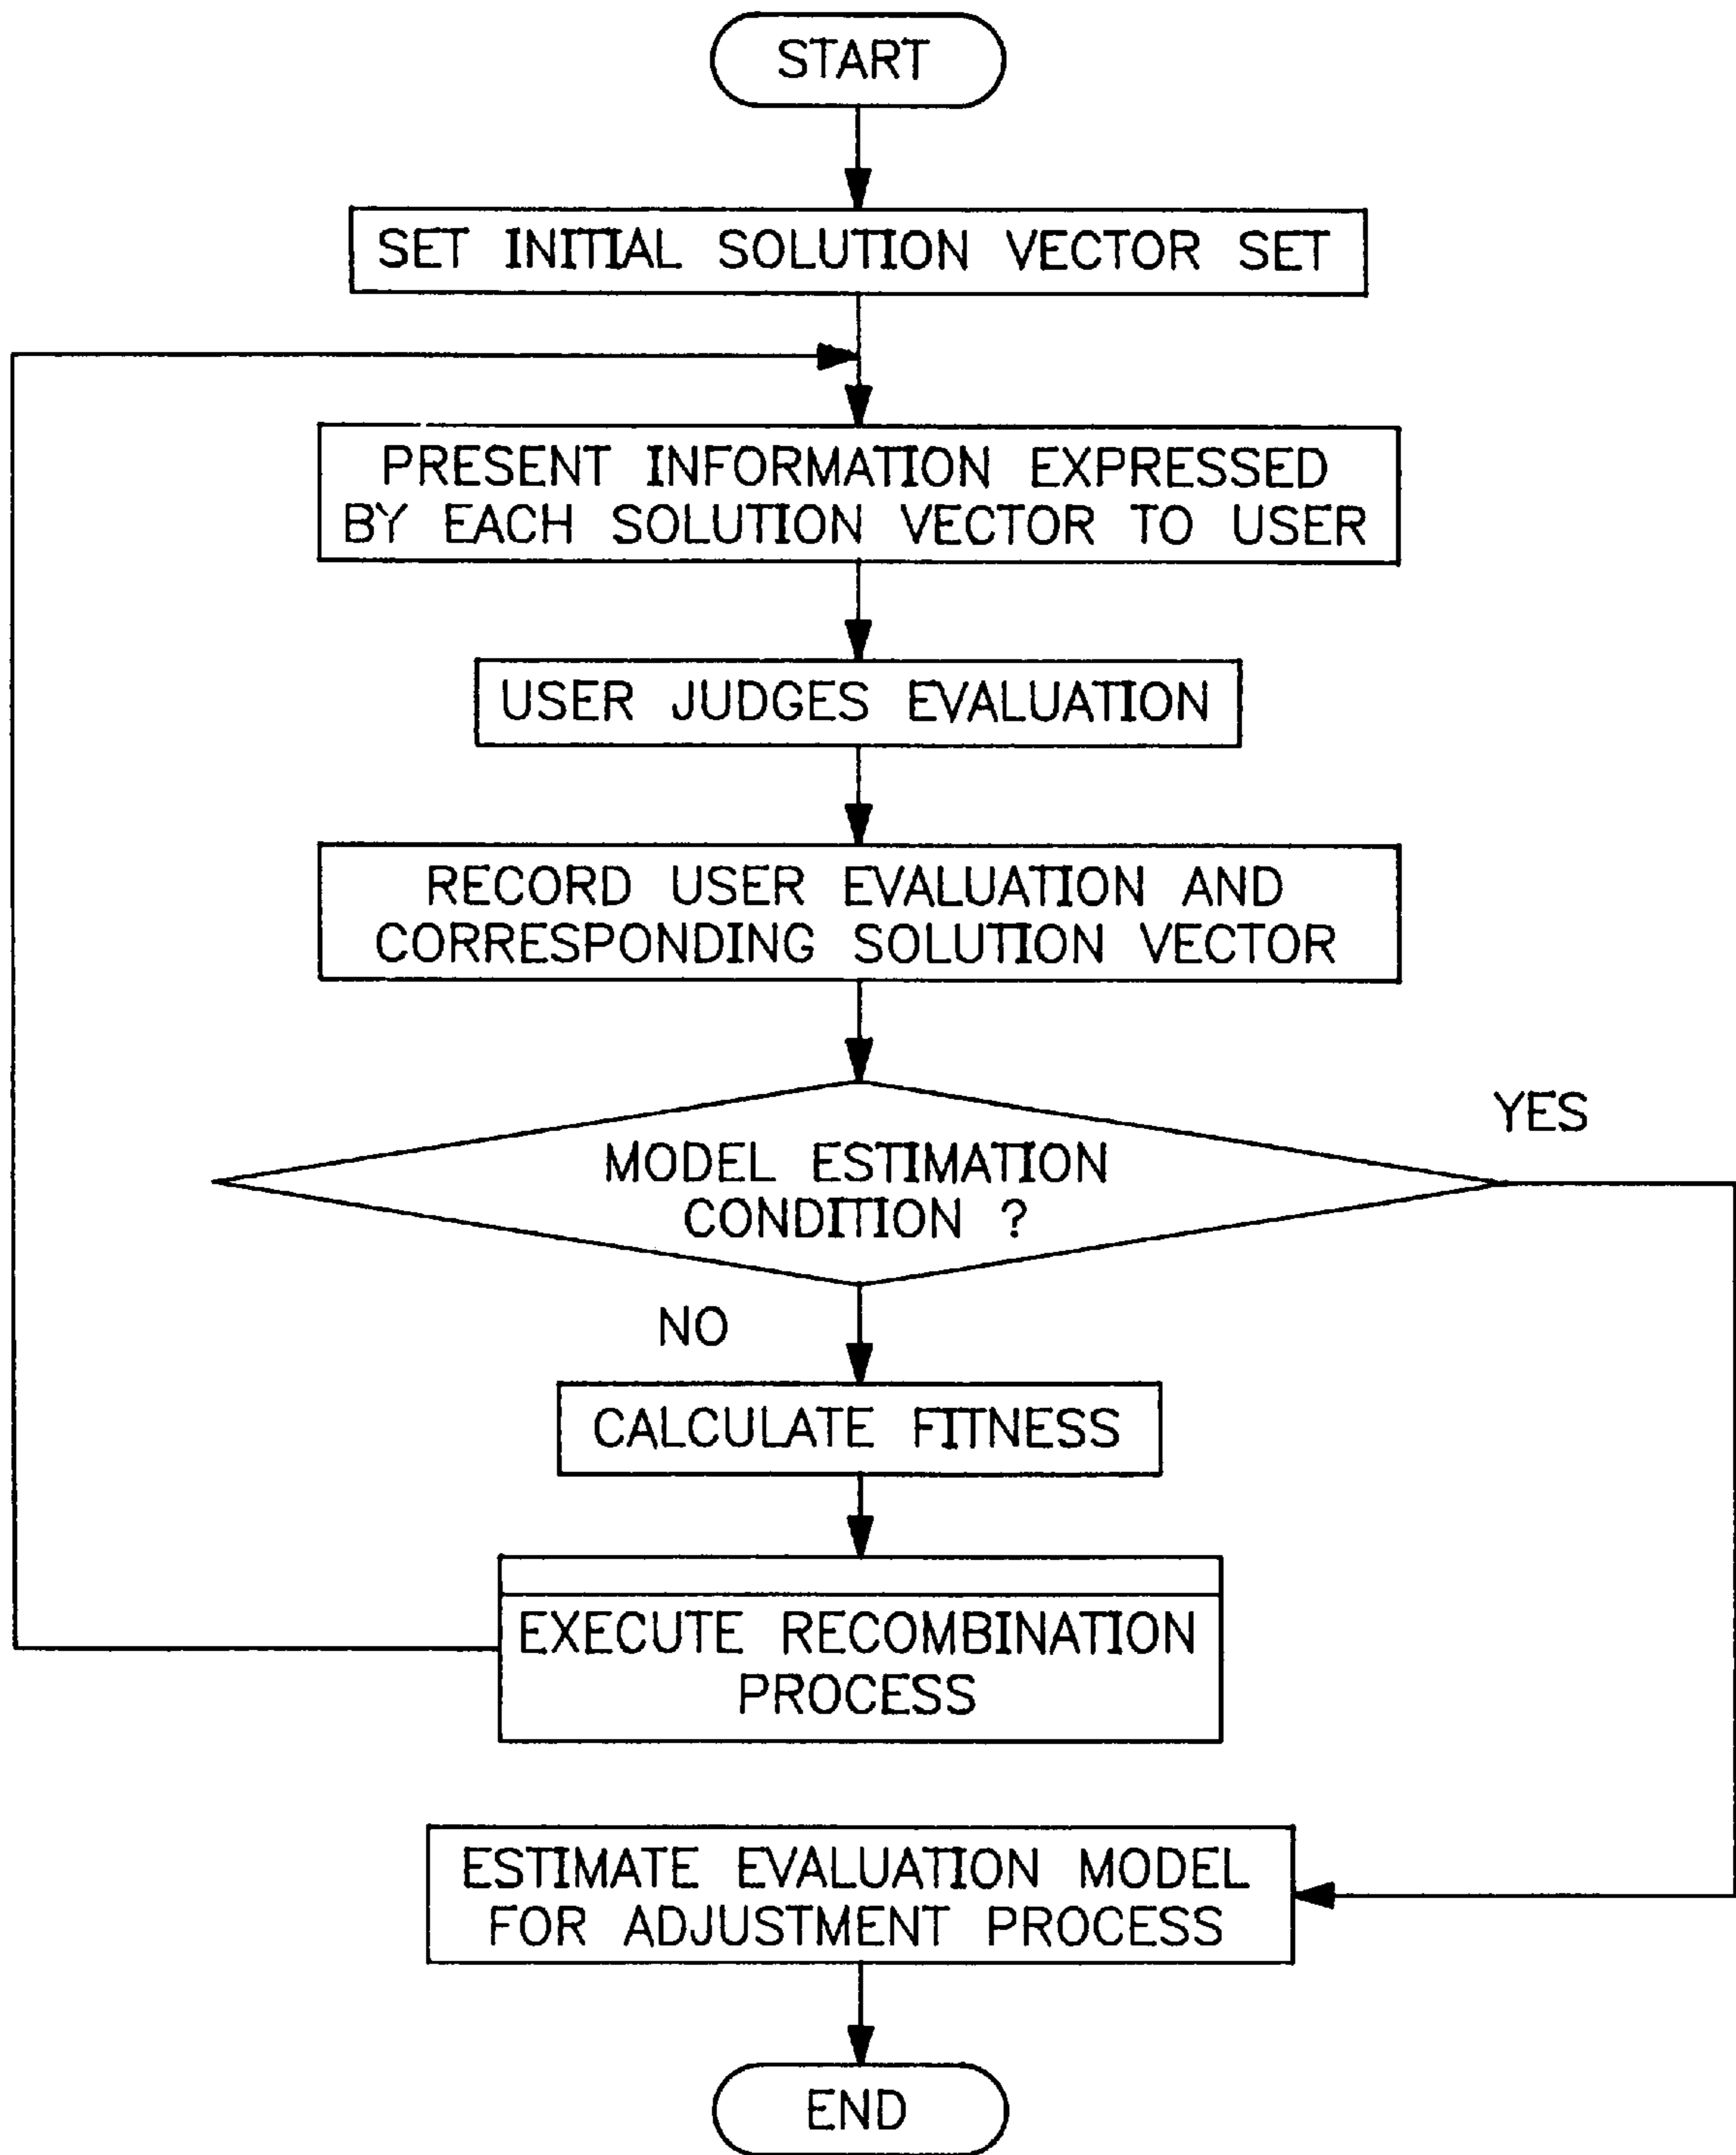 START
SET INITIAL SOLUTION VECTOR SET
PRESENT INFORMATION EXPRESSED
BY EACH SOLUTION VECTOR TO USER
USER JUDGES EVALUATION
RECORD USER EVALUATION AND
CORRESPONDING SOLUTION VECTOR
YES
MODEL ESTIMATION
CONDITION ?
NO
CALCULATE FITNESS
EXECUTE RECOMBINATION
PROCESS
ESTIMATE EVALUATION MODEL
FOR ADJUSTMENT PROCESS
END